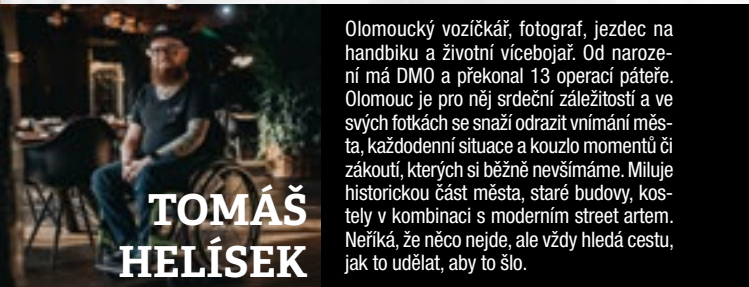 TOMÁŠ
HELÍSEK
Olomoucký vozíčkář, fotograf, jezdec na
handbiku a životní vícebojař. Od naroze-
ní má DMO a překonal 13 operací páteře.
Olomouc je pro něj srdeční záležitostí a ve
svých fotkách se snaží odrazit vnímání měs-
ta, každodenní situace a kouzlo momentů či
zákoutí, kterých si běžně nevšímáme. Miluje
historickou část města, staré budovy, kos-
tely v kombinaci s moderním street artem.
Neříká, že něco nejde, ale vždy hledá cestu,
jak to udělat, aby to šlo.